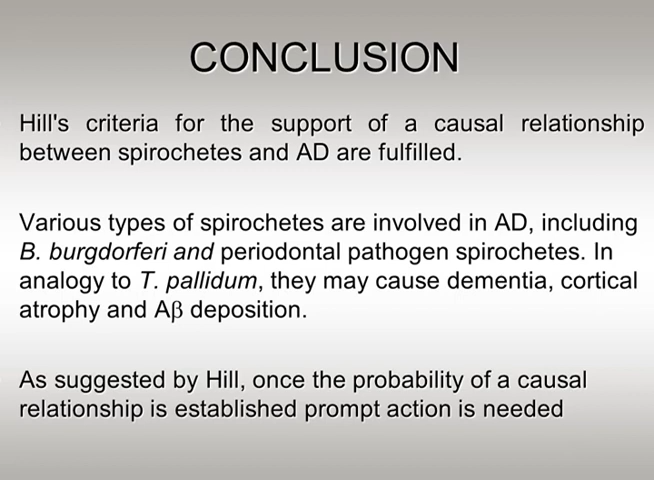 CONCLUSION
Hill's criteria for the support of a causal relationship
between spirochetes and AD are fulfilled.
Various types of spirochetes are involved in AD, including
B. burgdorferi and periodontal pathogen spirochetes. In
analogy to T. pallidum, they may cause dementia, cortical
atrophy and Aβ deposition.
As suggested by Hill, once the probability of a causal
relationship is established prompt action is needed